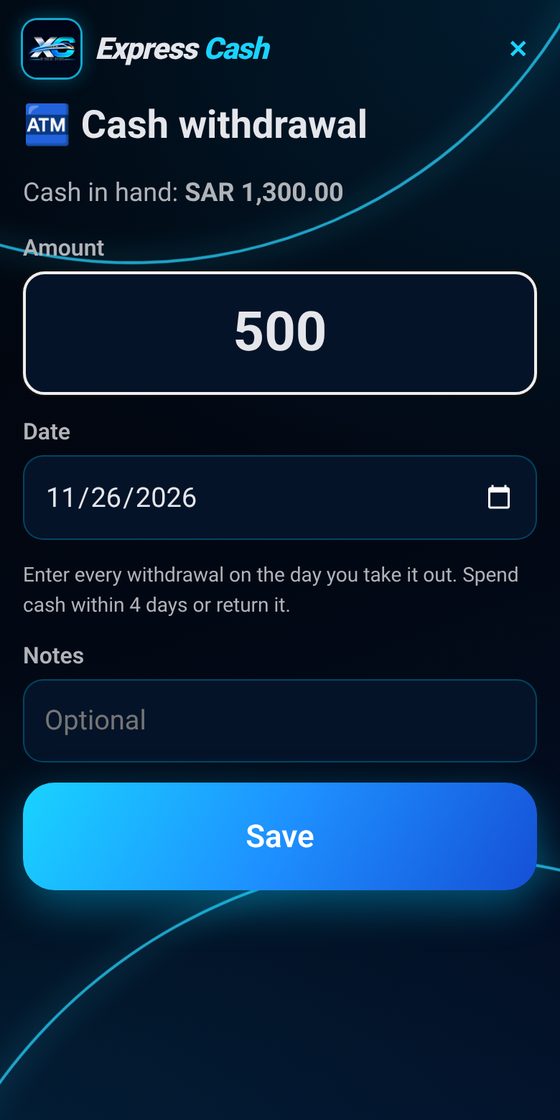 XC Express Cash ×
ATM Cash withdrawal
Cash in hand: SAR 1,300.00
Amount
500
Date
11/26/2026
Enter every withdrawal on the day you take it out. Spend
cash within 4 days or return it.
Notes
Optional
Save